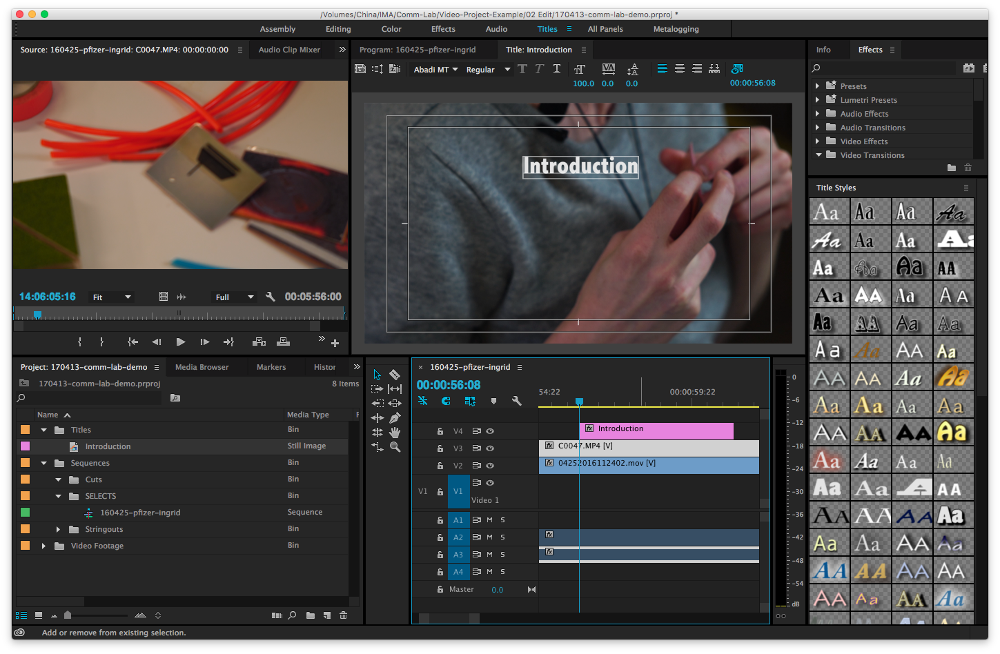 /Volumes/China/IMA/Comm-Lab/Video-Project-Example/02 Edit/170413-comm-lab-demo.prproj *
Assembly Editing Color Effects Audio Titles All Panels Metalogging
Source: 160425-pfizer-ingrid: C0047.MP4: 00:00:00:00 Audio Clip Mixer
14:06:05:16 Fit Full 00:05:56:00
Program: 160425-pfizer-ingrid Title: Introduction
Abadi MT Regular T T T TT VA A A
100.0 0.0 0.0 00:00:56:08
Introduction
Info Effects
Presets
Lumetri Presets
Audio Effects
Audio Transitions
Video Effects
Video Transitions
Title Styles
Aa Aa Aa Aa
Aa Aa Aa Aa
Aa Aa Aa AA
Aa AA Aa AA
Aa AA Aa Aa
Aa Aa AA Aa
AA AA Aa Aa
Aa Aa Aa Aa
AA AA AA Aa
Aa Aa Aa Aa
Aa Aa A AA
AA AA AA Aa
Aa Aa AA Aa
AA AA AA AA
AA Aa AA Aa
Project: 170413-comm-lab-demo Media Browser Markers Histor
170413-comm-lab-demo.prproj 8 Items
Name Media Type F
Titles Bin
Introduction Still Image
Sequences Bin
Cuts Bin
SELECTS Bin
160425-pfizer-ingrid Sequence
Stringouts Bin
Video Footage Bin
× 160425-pfizer-ingrid
00:00:56:08
54:22 00:00:59:22
V4 fx Introduction
V3 fx C0047.MP4 [V]
V2 fx 04252016112402.mov [V]
V1 V1
Video 1
A1 M S
A2 M S fx
A3 M S fx
A4 M S
Master 0.0
0
-6
-12
-18
-24
-30
-36
-42
-48
-54
dB
Add or remove from existing selection.